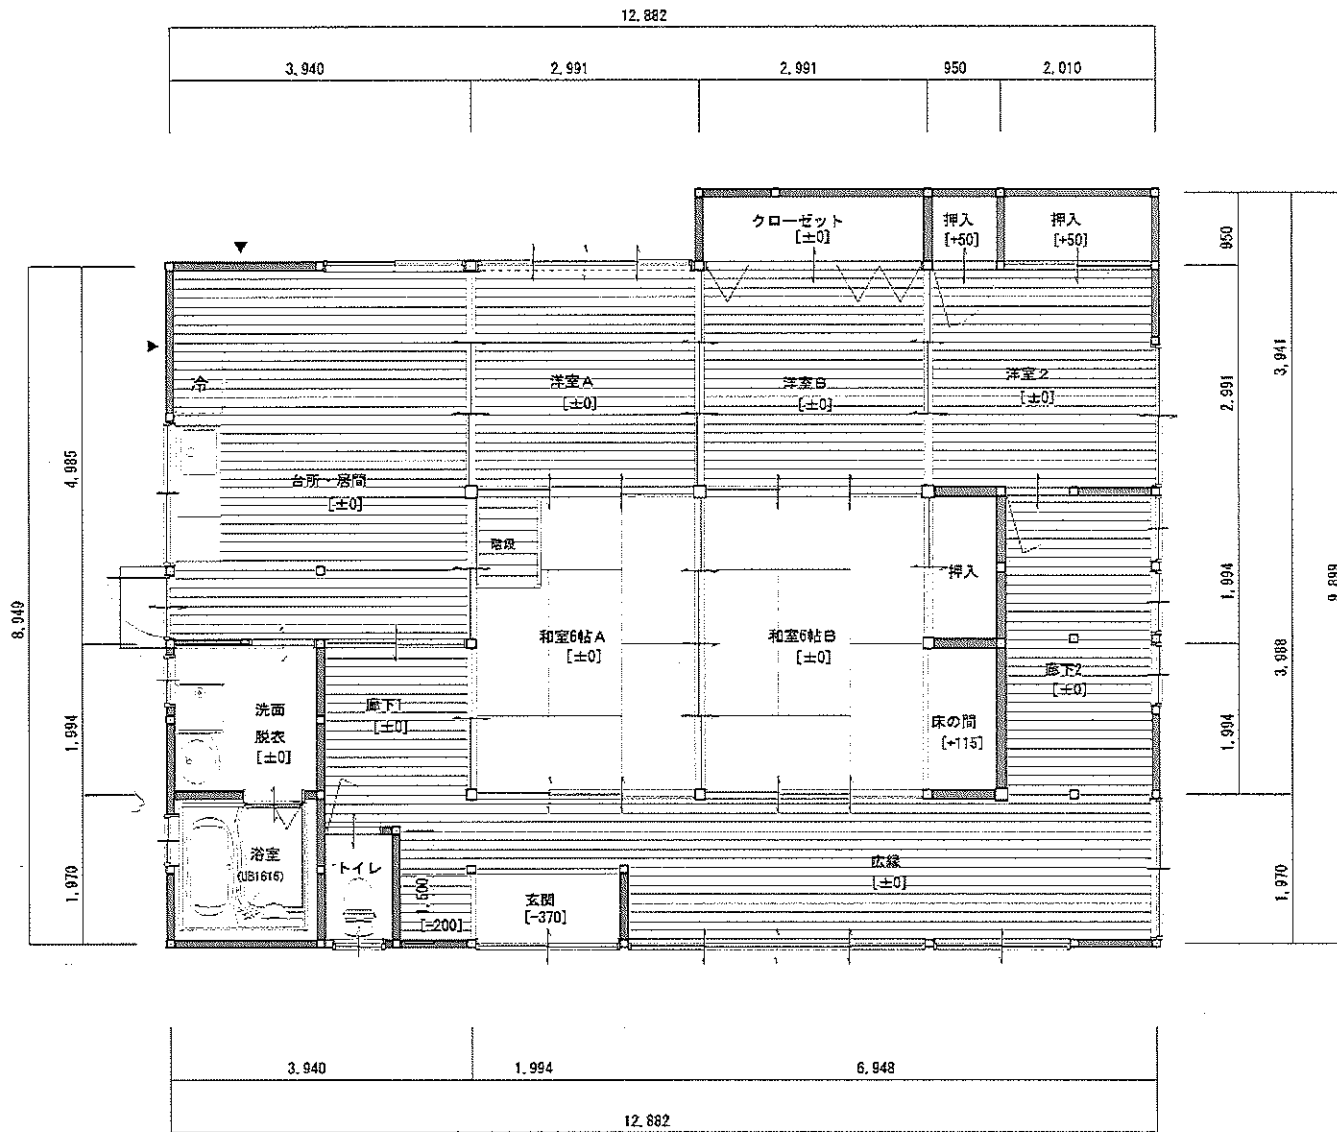 12,882
3,940
2,991
2,991
950
2,010
クローゼット
[±0]
押入
[+50]
押入
[+50]
950
3,941
2,991
冷
洋室A
[±0]
洋室B
[±0]
洋室2
[±0]
4,985
台所・居間
[±0]
階段
押入
8,949
1,994
9,899
和室6帖A
[±0]
和室6帖B
[±0]
3,988
廊下2
[±0]
洗面
脱衣
[±0]
廊下1
[±0]
床の間
[+115]
1,994
1,994
浴室
(UB1616)
トイレ
1,500
[-200]
玄関
[-370]
広縁
[±0]
1,970
1,970
3,940
1,994
6,948
12,882